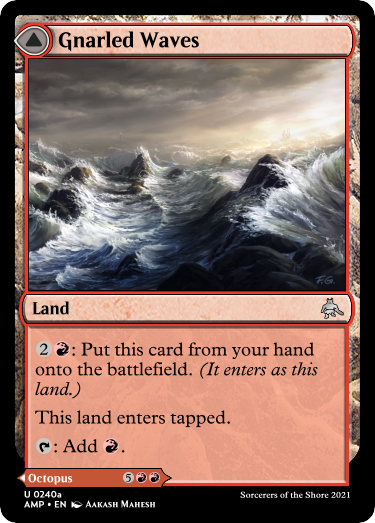 Gnarled Waves
F.G.
Land
2 R: Put this card from your hand
onto the battlefield. (It enters as this
land.)
This land enters tapped.
T: Add R.
Octopus 5 R R
U 0240a
AMP • EN Aakash Mahesh
Sorcerers of the Shore 2021